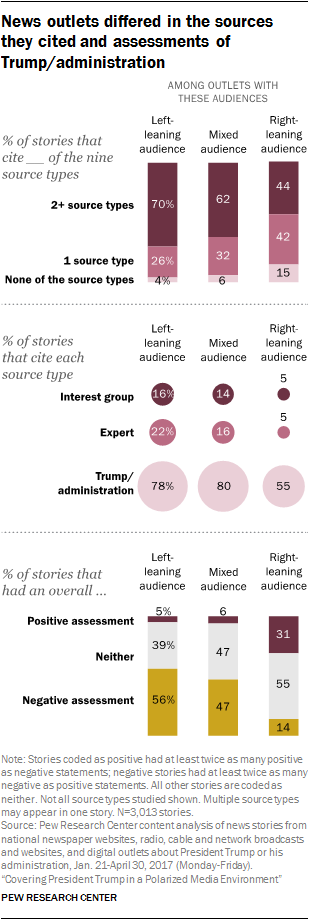 News outlets differed in the sources
they cited and assessments of
Trump/administration
AMONG OUTLETS WITH
THESE AUDIENCES
% of stories that
cite __ of the nine
source types
Left-
leaning
audience
Mixed
audience
Right-
leaning
audience
2+ source types
70%
62
44
1 source type
26%
32
42
None of the source types
4%
6
15
% of stories
that cite each
source type
Left-
leaning
audience
Mixed
audience
Right-
leaning
audience
Interest group
16%
14
5
Expert
22%
16
5
Trump/
administration
78%
80
55
% of stories that
had an overall ...
Left-
leaning
audience
Mixed
audience
Right-
leaning
audience
Positive assessment
5%
6
31
Neither
39%
47
55
Negative assessment
56%
47
14
Note: Stories coded as positive had at least twice as many positive
as negative statements; negative stories had at least twice as many
negative as positive statements. All other stories are coded as
neither. Not all source types studied shown. Multiple source types
may appear in one story. N=3,013 stories.
Source: Pew Research Center content analysis of news stories from
national newspaper websites, radio, cable and network broadcasts
and websites, and digital outlets about President Trump or his
administration, Jan. 21-April 30, 2017 (Monday-Friday).
“Covering President Trump in a Polarized Media Environment”
PEW RESEARCH CENTER